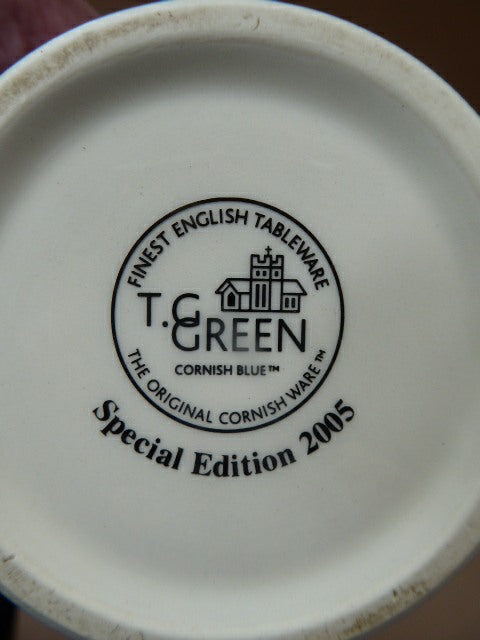 FINEST ENGLISH TABLEWARE
T.G
GREEN
CORNISH BLUE™
THE ORIGINAL CORNISH WARE™
Special Edition 2005